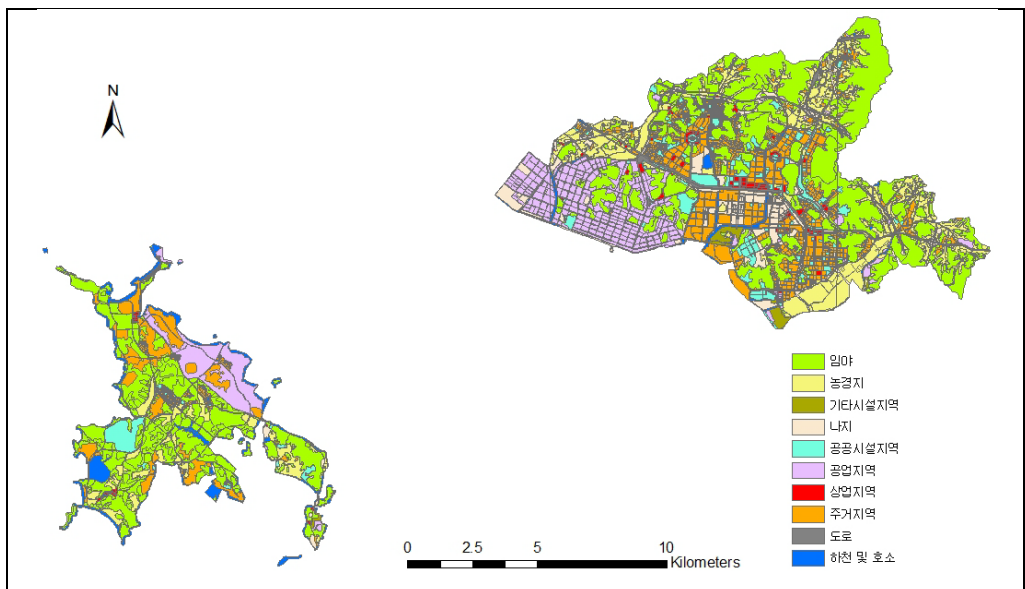 N
임야
농경지
기타시설지역
나지
공공시설지역
공업지역
상업지역
주거지역
도로
하천 및 호소
0 2.5 5 10
Kilometers